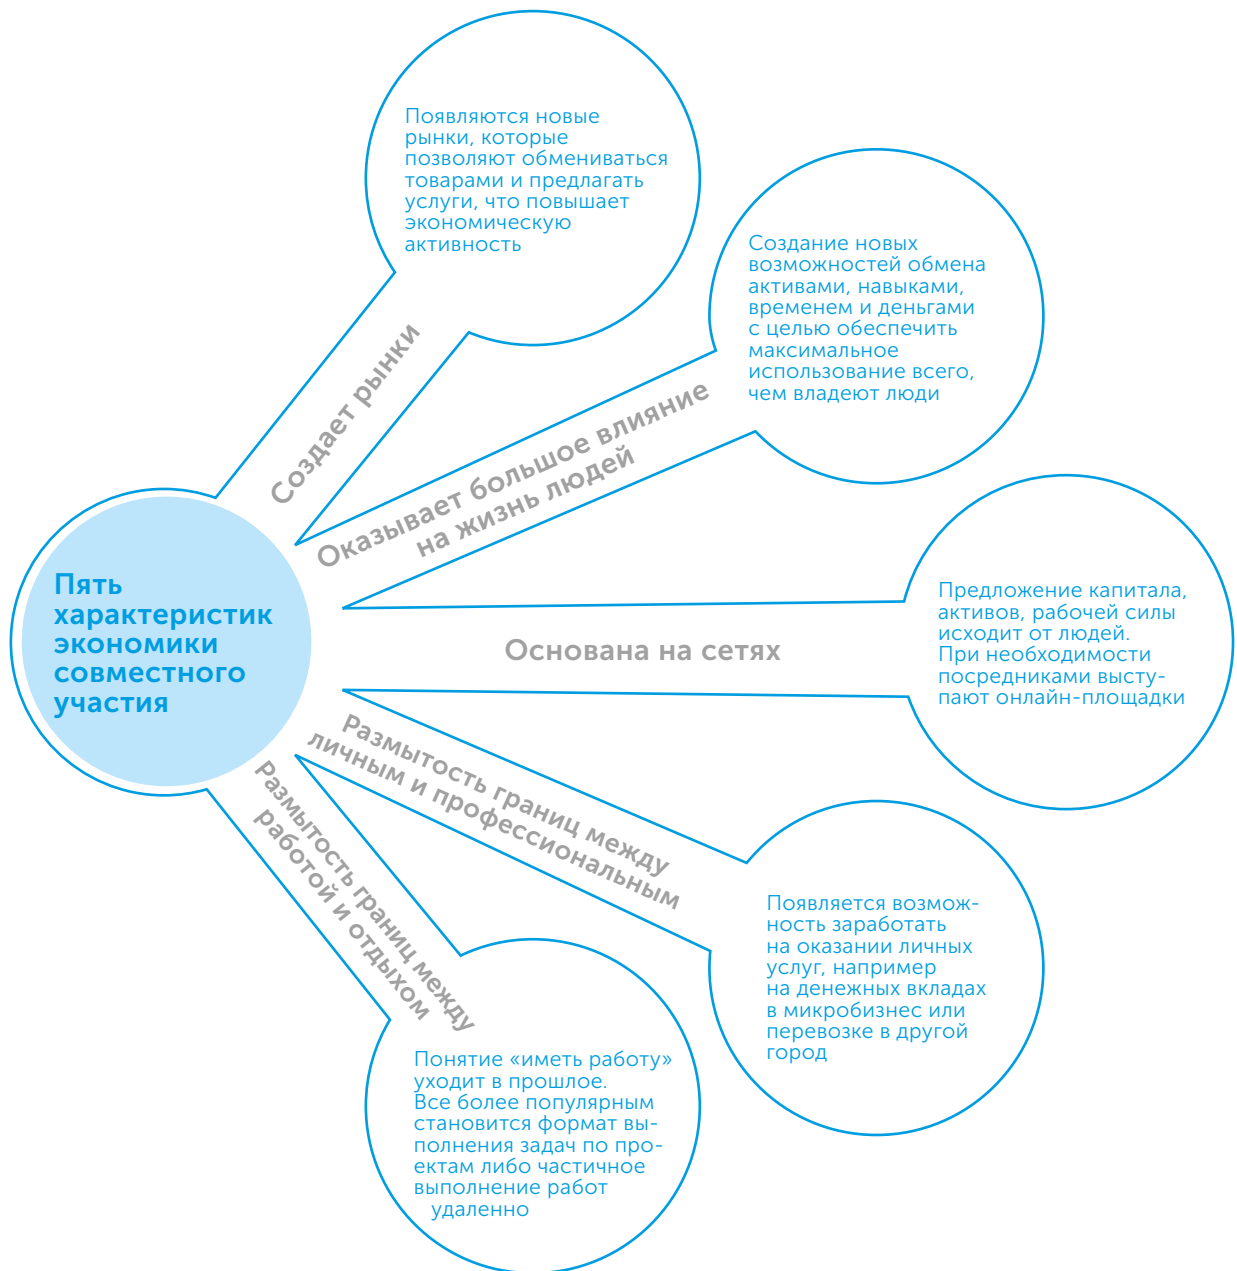 Пять
характеристик
экономики
совместного
участия
Создает рынки
Появляются новые
рынки, которые
позволяют обмениваться
товарами и предлагать
услуги, что повышает
экономическую
активность
Оказывает большое влияние
на жизнь людей
Создание новых
возможностей обмена
активами, навыками,
временем и деньгами
с целью обеспечить
максимальное
использование всего,
чем владеют люди
Основана на сетях
Предложение капитала,
активов, рабочей силы
исходит от людей.
При необходимости
посредниками высту-
пают онлайн-площадки
Размытость границ между
личным и профессиональным
Появляется возмож-
ность заработать
на оказании личных
услуг, например
на денежных вкладах
в микробизнес или
перевозке в другой
город
Размытость границ между
работой и отдыхом
Понятие «иметь работу»
уходит в прошлое.
Все более популярным
становится формат вы-
полнения задач по про-
ектам либо частичное
выполнение работ
удаленно